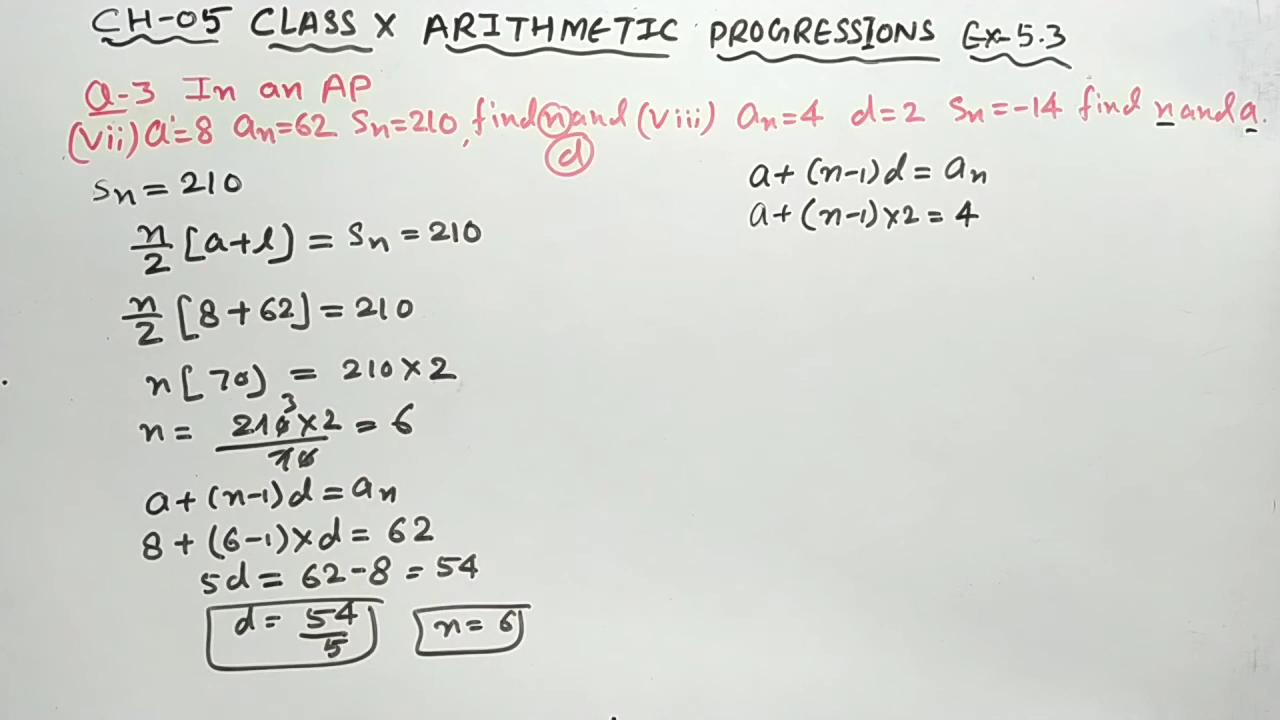 CH-05 CLASS X ARITHMETIC PROGRESSIONS Ex-5.3
Q-3 In an AP
(vii) a=8 an=62 Sn=210, find n and d (viii) an=4 d=2 Sn=-14 find n and a.
Sn=210
n/2 [a+l] = Sn = 210
n/2 [8+62] = 210
n[70] = 210×2
n = 210×2/70 = 6
3
a+(n-1)d = an
8+(6-1)×d = 62
5d = 62-8 = 54
d = 54/5 n = 6
a+(n-1)d = an
a+(n-1)×2 = 4